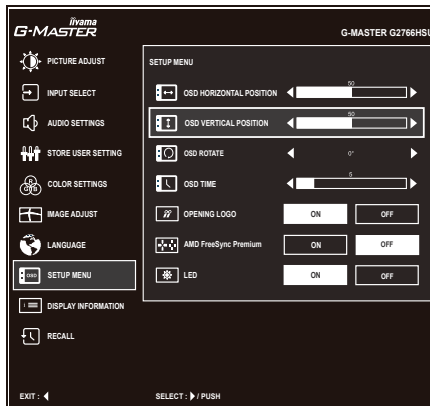 iiyama
G-MASTER
G-MASTER G2766HSU
PICTURE ADJUST
INPUT SELECT
AUDIO SETTINGS
STORE USER SETTING
R
G B
COLOR SETTINGS
IMAGE ADJUST
LANGUAGE
OSD
SETUP MENU
DISPLAY INFORMATION
RECALL
SETUP MENU
OSD HORIZONTAL POSITION
50
OSD VERTICAL POSITION
50
OSD ROTATE
0°
OSD TIME
5
OPENING LOGO
ON OFF
AMD FreeSync Premium
ON OFF
LED
ON OFF
EXIT :
SELECT : / PUSH